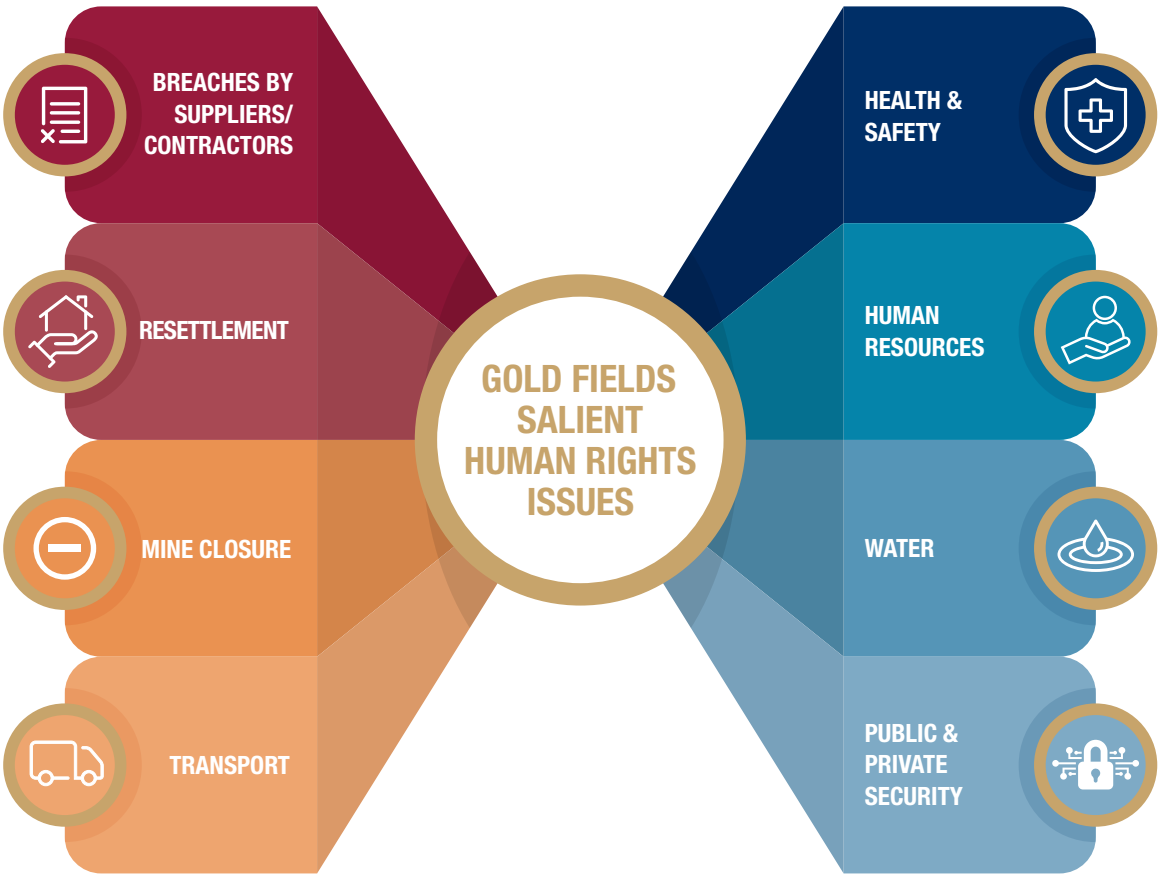 BREACHES BY
SUPPLIERS/
CONTRACTORS
RESETTLEMENT
MINE CLOSURE
TRANSPORT
GOLD FIELDS
SALIENT
HUMAN RIGHTS
ISSUES
HEALTH &
SAFETY
HUMAN
RESOURCES
WATER
PUBLIC &
PRIVATE
SECURITY